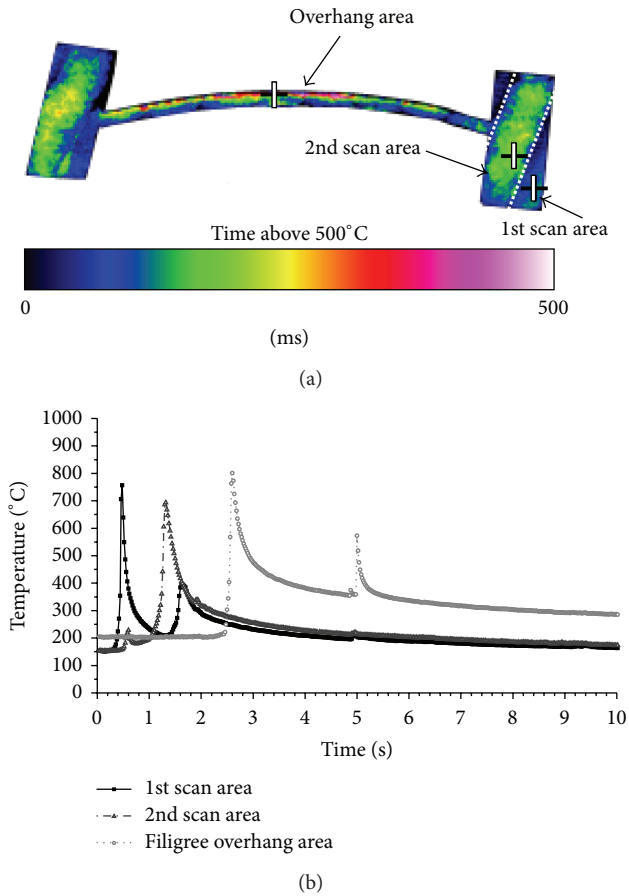 Overhang area
2nd scan area
1st scan area
Time above 500°C
0
500
(ms)
(a)
1000
900
800
700
600
500
400
300
200
100
0
Temperature (°C)
0 1 2 3 4 5 6 7 8 9 10
Time (s)
1st scan area
2nd scan area
Filigree overhang area
(b)